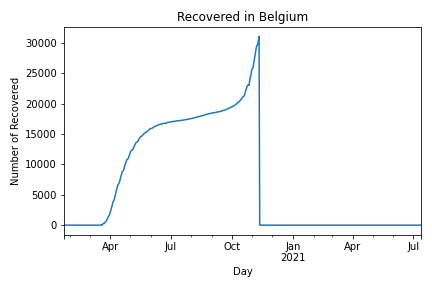 Recovered in Belgium
Number of Recovered
30000
25000
20000
15000
10000
5000
0
Apr Jul Oct Jan Apr Jul
2021
Day